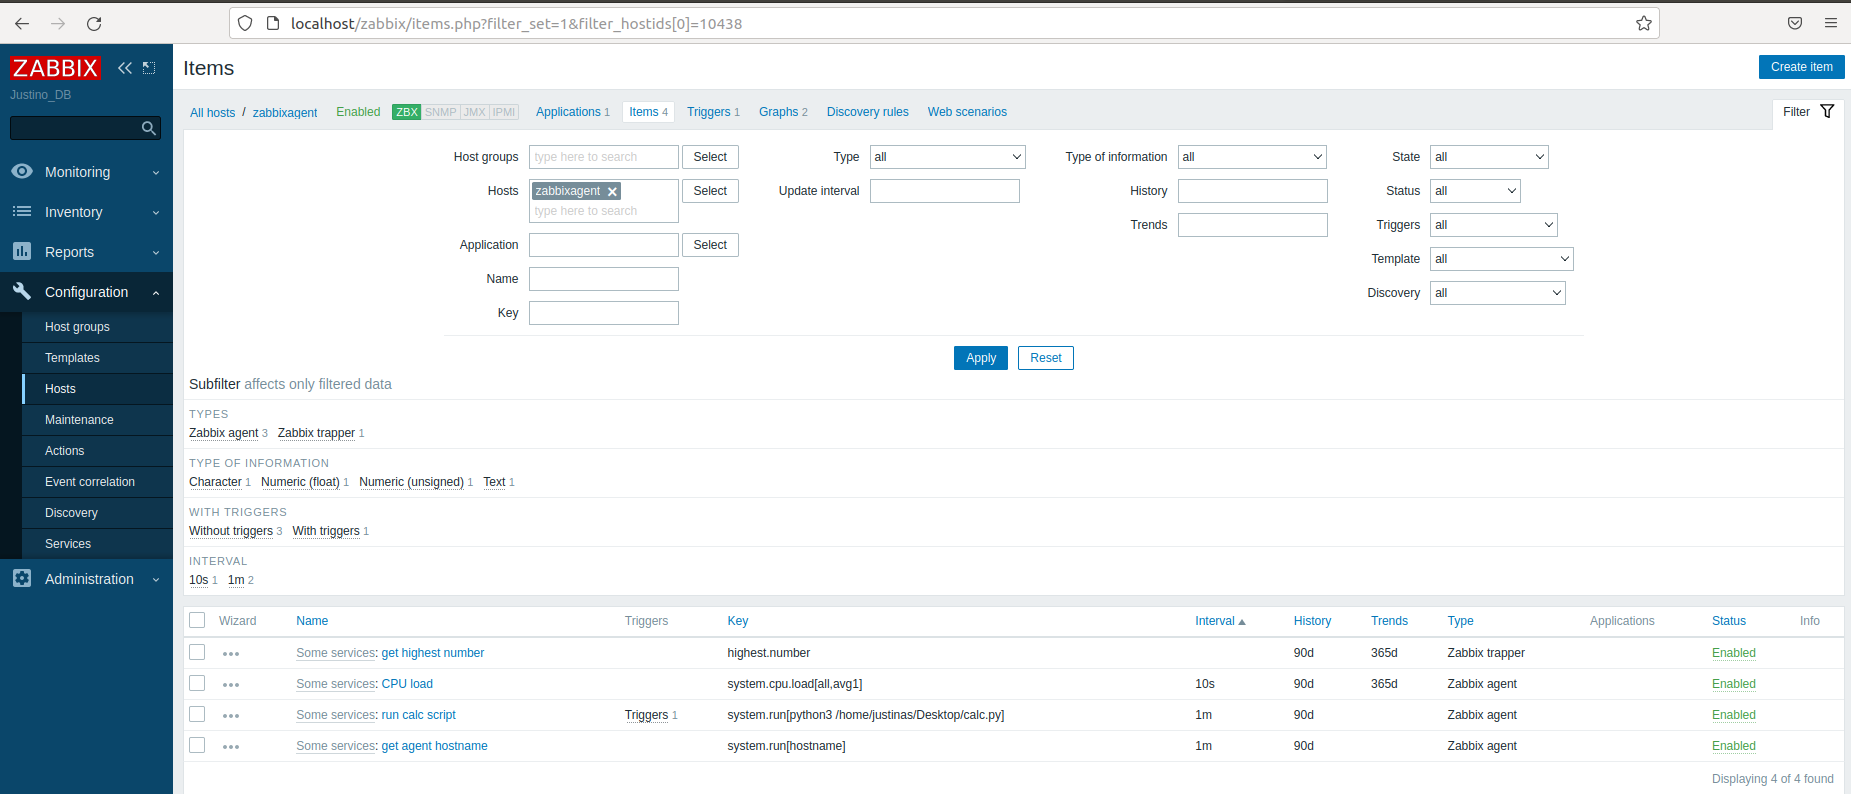 localhost/zabbix/items.php?filter_set=1&filter_hostids[0]=10438
ZABBIX
Justino_DB
Monitoring
Inventory
Reports
Configuration
Host groups
Templates
Hosts
Maintenance
Actions
Event correlation
Discovery
Services
Administration
Items
Create item
All hosts / zabbixagent Enabled ZBX SNMP JMX IPMI Applications 1 Items 4 Triggers 1 Graphs 2 Discovery rules Web scenarios
Filter
Host groups type here to search Select Type all Type of information all State all
Hosts zabbixagent Select Update interval History Status all
type here to search
Trends Triggers all
Application Select
Template all
Name
Discovery all
Key
Apply Reset
Subfilter affects only filtered data
TYPES
Zabbix agent 3 Zabbix trapper 1
TYPE OF INFORMATION
Character 1 Numeric (float) 1 Numeric (unsigned) 1 Text 1
WITH TRIGGERS
Without triggers 3 With triggers 1
INTERVAL
10s 1 1m 2
Wizard Name Triggers Key Interval History Trends Type Applications Status Info
Some services: get highest number highest.number 90d 365d Zabbix trapper Enabled
Some services: CPU load system.cpu.load[all,avg1] 10s 90d 365d Zabbix agent Enabled
Some services: run calc script Triggers 1 system.run[python3 /home/justinas/Desktop/calc.py] 1m 90d Zabbix agent Enabled
Some services: get agent hostname system.run[hostname] 1m 90d Zabbix agent Enabled
Displaying 4 of 4 found